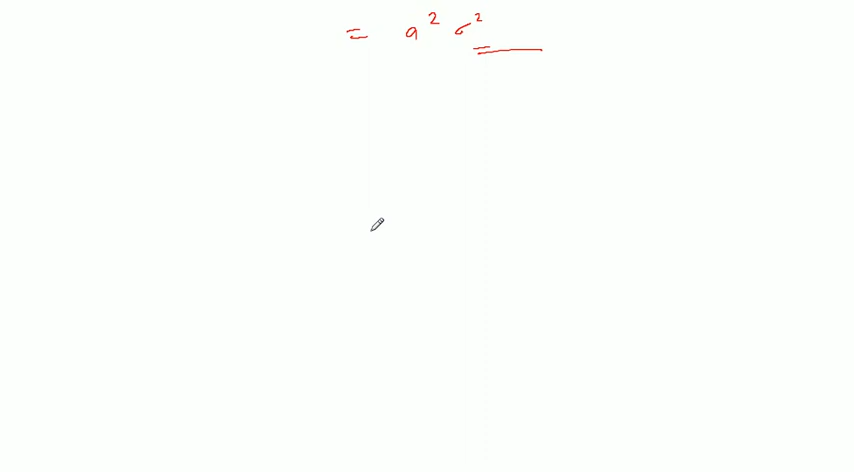 = a² σ²